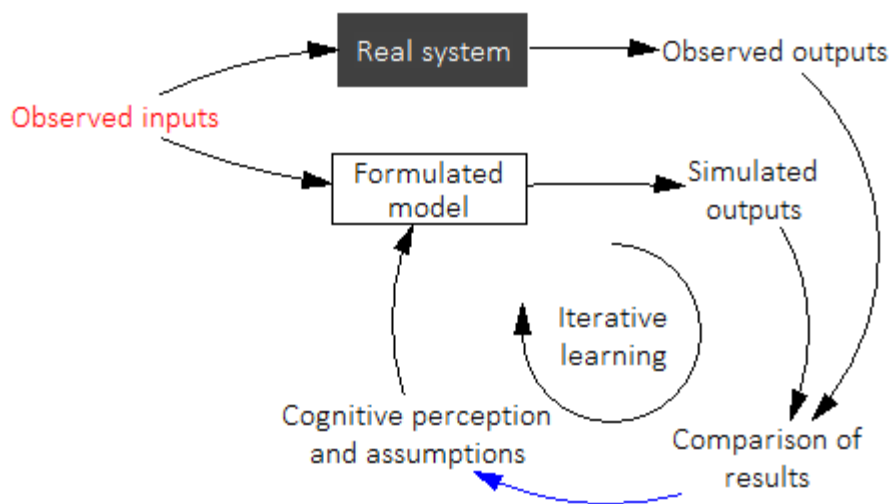 Real system
Observed outputs
Observed inputs
Formulated
model
Simulated
outputs
Iterative
learning
Cognitive perception
and assumptions
Comparison of
results